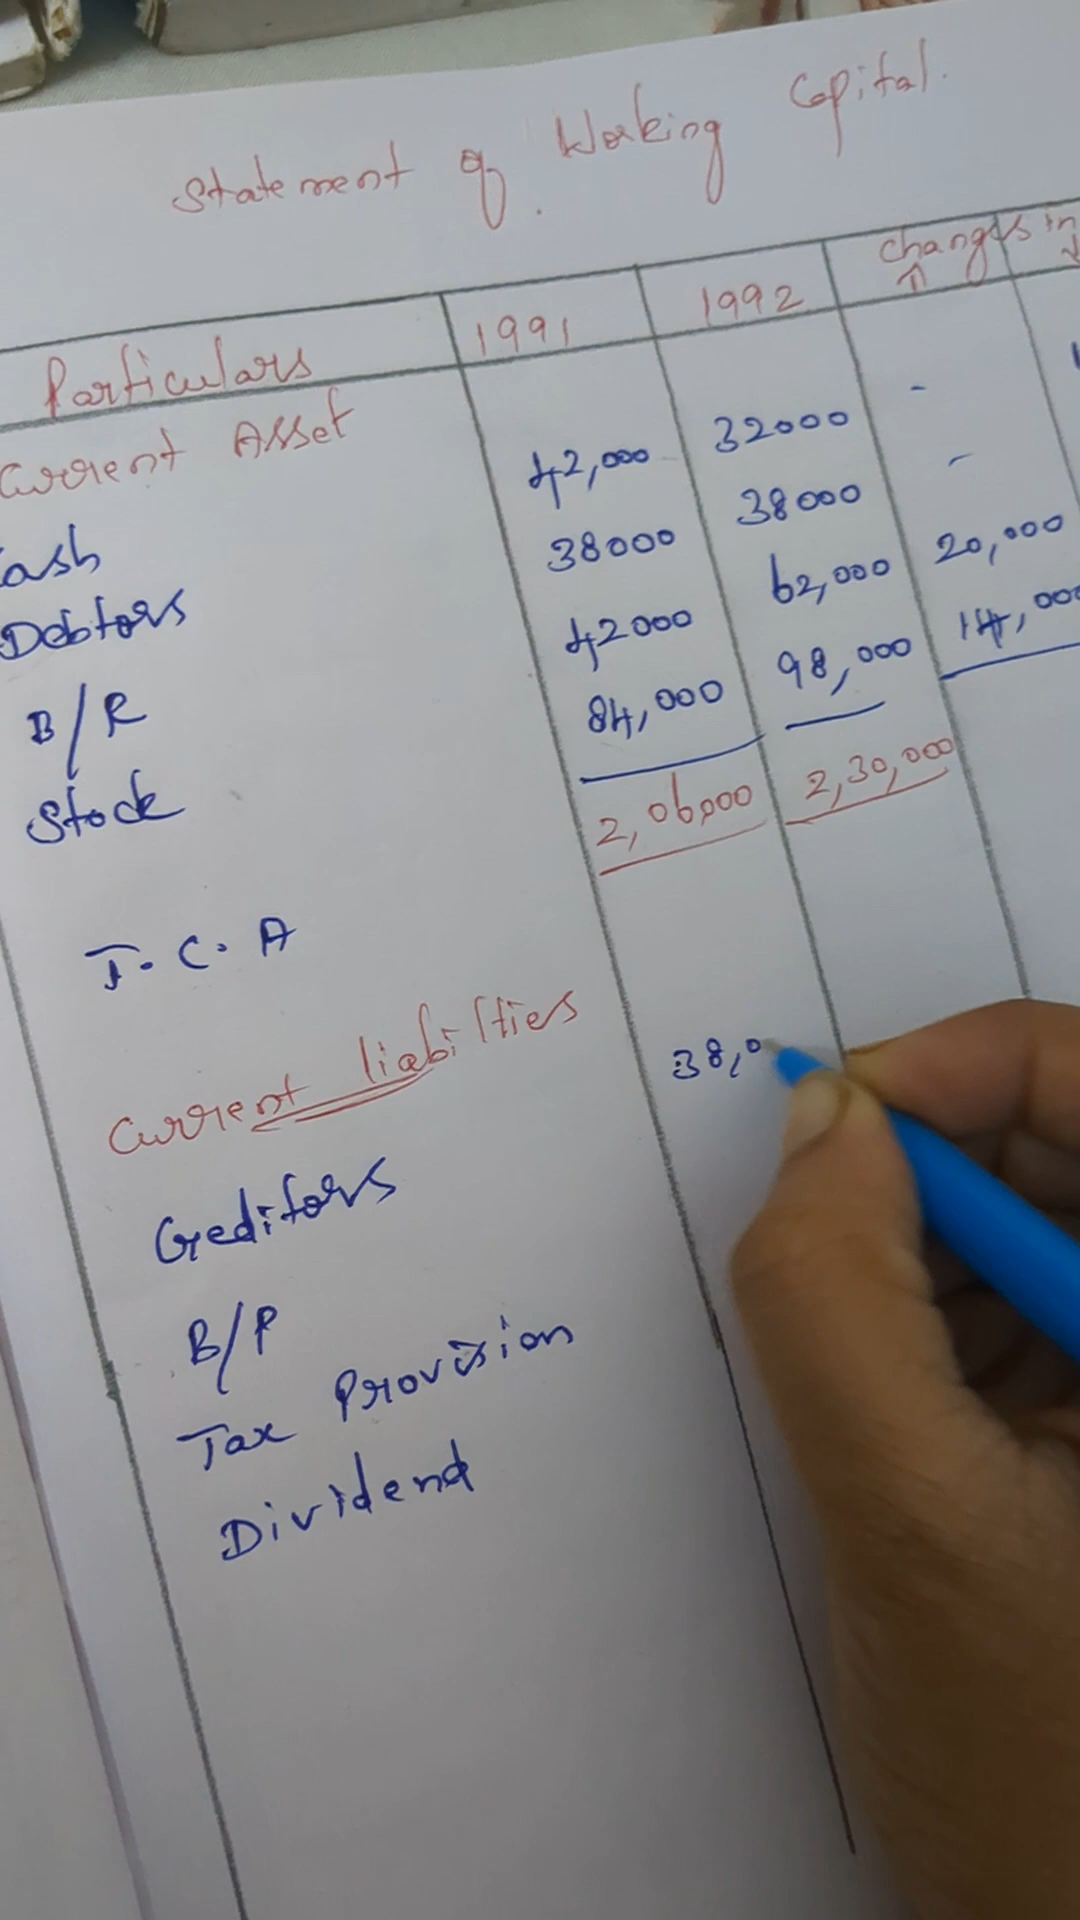 Statement of Working Capital.
Particulars 1991 1992 changes in
↑ ↓
Current Asset
Cash 42,000 32000 -
Debtors 38000 38000 -
B/R 42000 62,000 20,000
Stock 84,000 98,000 14,000
T.C.A 2,06,000 2,30,000
Current liabilties
Creditors 38,0
B/P
Tax Provision
Dividend